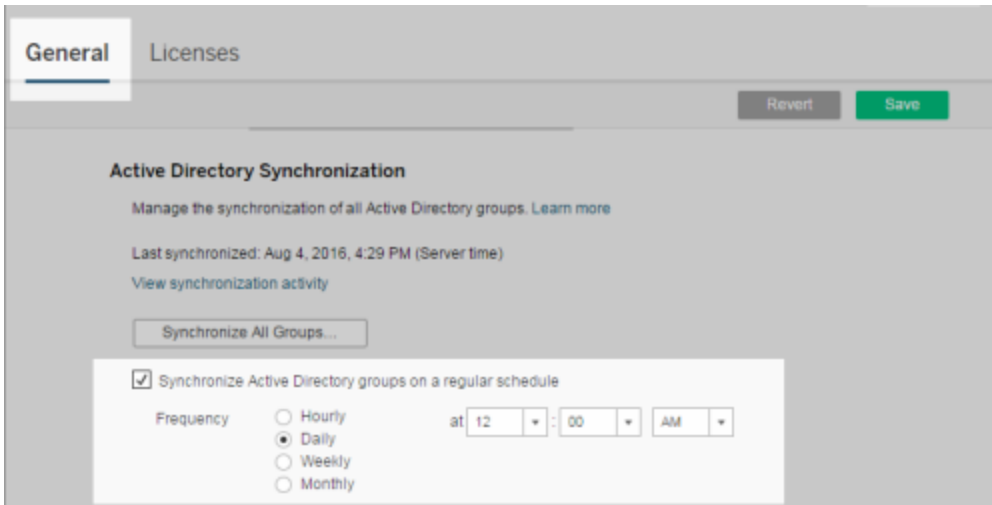 General Licenses
Revert Save
Active Directory Synchronization
Manage the synchronization of all Active Directory groups. Learn more
Last synchronized: Aug 4, 2016, 4:29 PM (Server time)
View synchronization activity
Synchronize All Groups...
Synchronize Active Directory groups on a regular schedule
Frequency Hourly at 12 : 00 AM
Daily
Weekly
Monthly